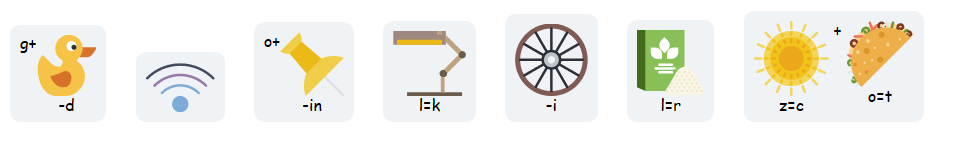 g+
-d
o+
-in
l=k
-i
l=r
z=c
+
o=t